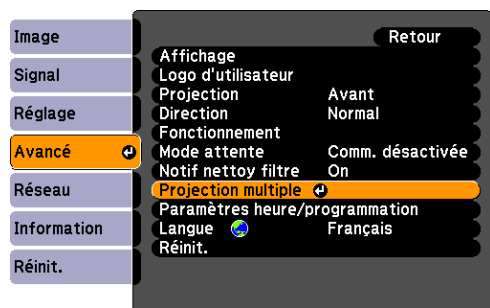 Image
Signal
Réglage
Avancé
Réseau
Information
Réinit.
Retour
Affichage
Logo d'utilisateur
Projection Avant
Direction Normal
Fonctionnement
Mode attente Comm. désactivée
Notif nettoy filtre On
Projection multiple
Paramètres heure/programmation
Langue Français
Réinit.